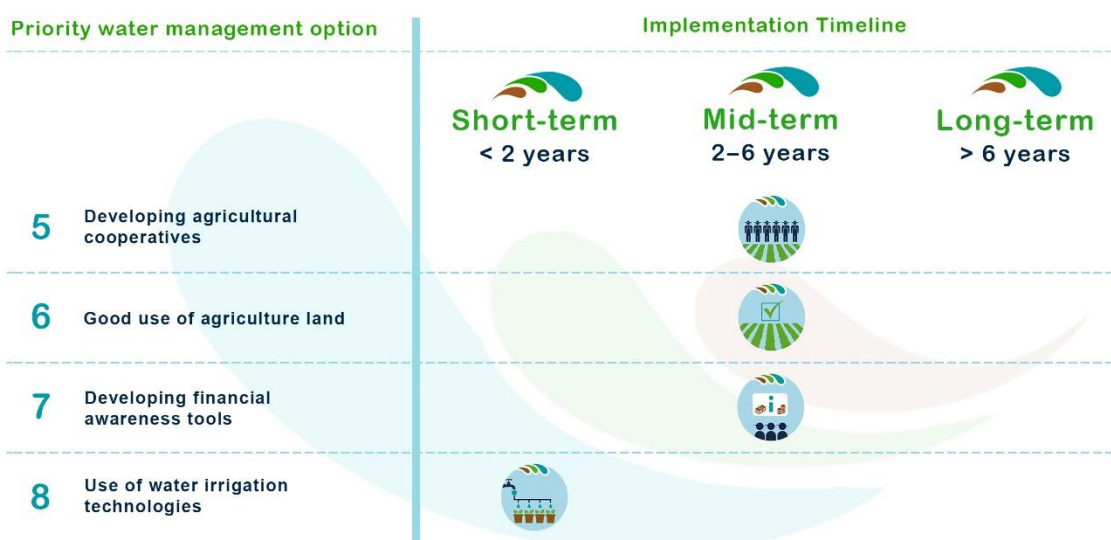 Priority water management option
Implementation Timeline
Short-term
< 2 years
Mid-term
2–6 years
Long-term
> 6 years
5
Developing agricultural
cooperatives
6
Good use of agriculture land
7
Developing financial
awareness tools
i
8
Use of water irrigation
technologies